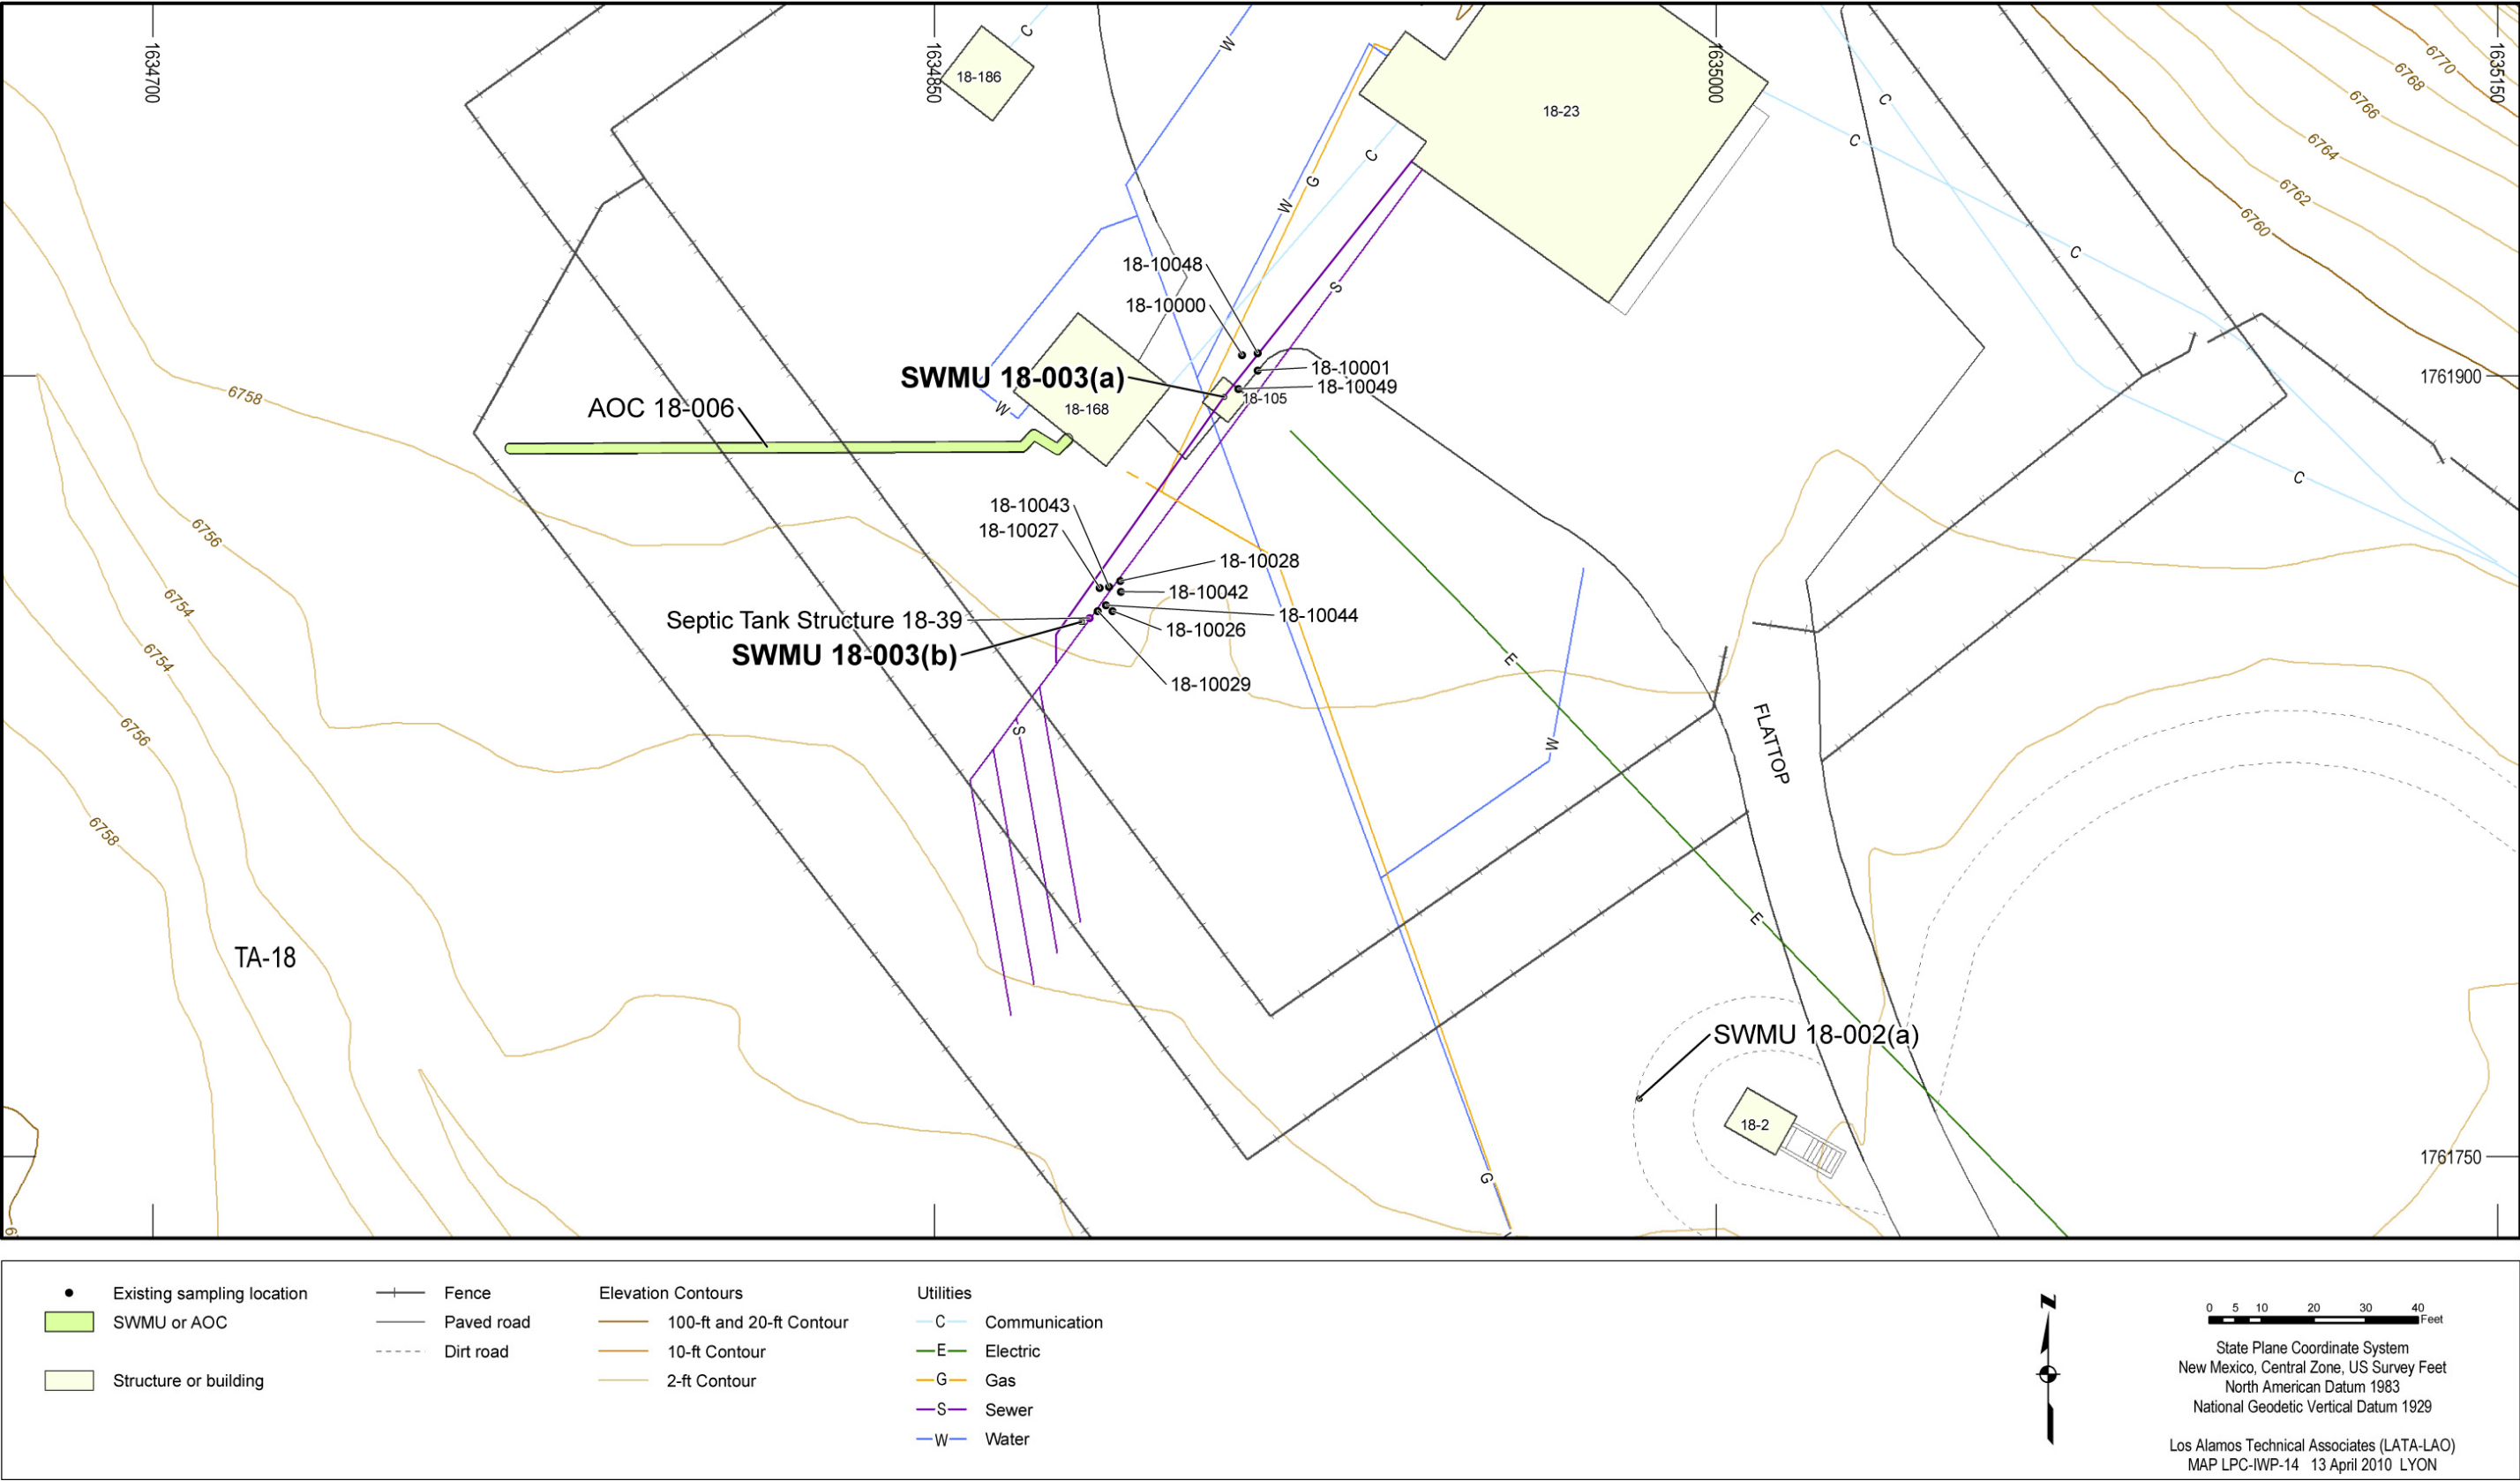 1634700
1634850
1635000
1635150
C
W
18-186
18-23
6770
6768
6766
6764
6762
6760
C
C
C
G
W
C
18-10048
18-10000
18-10001
18-10049
18-105
SWMU 18-003(a)
S
1761900
6758
AOC 18-006
W
18-168
C
18-10043
18-10027
6756
18-10028
18-10042
6754
18-10044
Septic Tank Structure 18-39
18-10026
SWMU 18-003(b)
6754
E
18-10029
6756
S
W
FLATTOP
6758
E
TA-18
SWMU 18-002(a)
18-2
1761750
G
Existing sampling location
SWMU or AOC
Structure or building
Fence
Paved road
Dirt road
Elevation Contours
100-ft and 20-ft Contour
10-ft Contour
2-ft Contour
Utilities
C Communication
E Electric
G Gas
S Sewer
W Water
N
0 5 10 20 30 40
Feet
State Plane Coordinate System
New Mexico, Central Zone, US Survey Feet
North American Datum 1983
National Geodetic Vertical Datum 1929
Los Alamos Technical Associates (LATA-LAO)
MAP LPC-IWP-14 13 April 2010 LYON